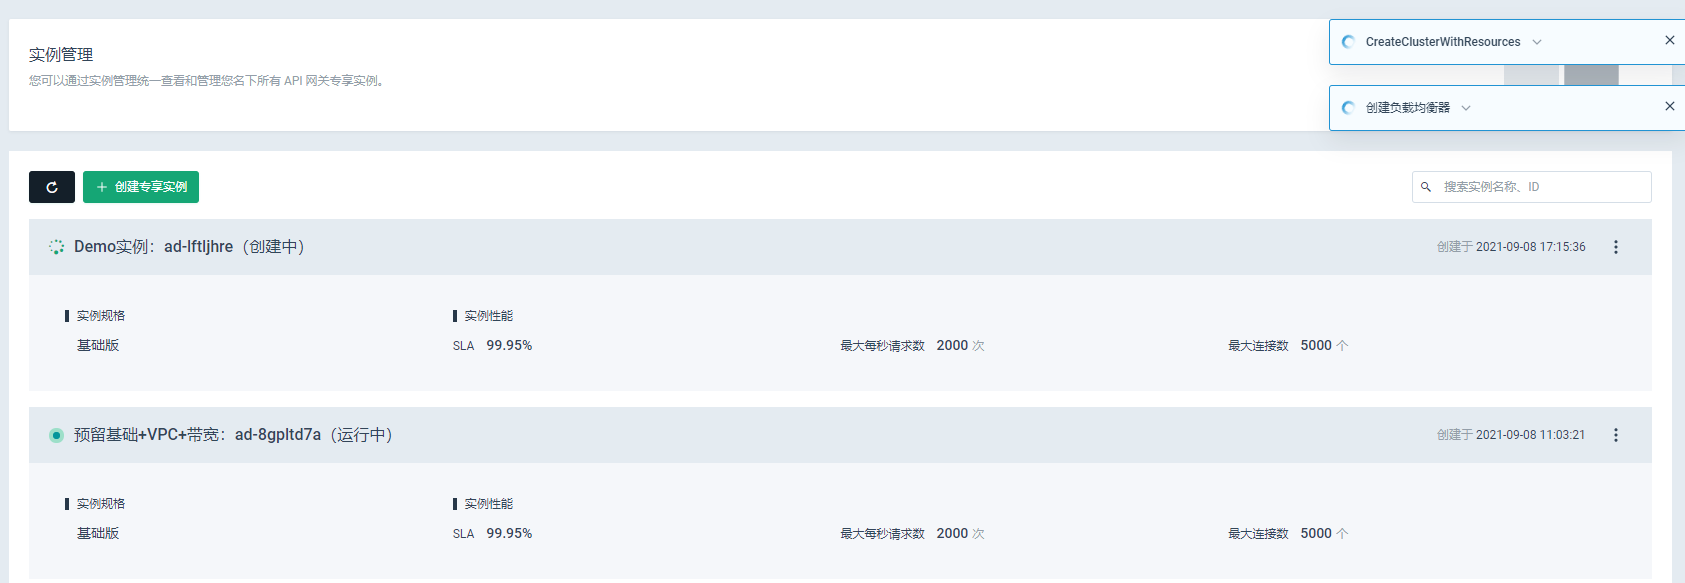 实例管理
您可以通过实例管理统一查看和管理您名下所有 API 网关专享实例。
CreateClusterWithResources
创建负载均衡器
创建专享实例
搜索实例名称、ID
Demo实例：ad-lftljhre（创建中）
创建于 2021-09-08 17:15:36
实例规格
实例性能
基础版
SLA 99.95%
最大每秒请求数 2000 次
最大连接数 5000 个
预留基础+VPC+带宽：ad-8gpltd7a（运行中）
创建于 2021-09-08 11:03:21
实例规格
实例性能
基础版
SLA 99.95%
最大每秒请求数 2000 次
最大连接数 5000 个